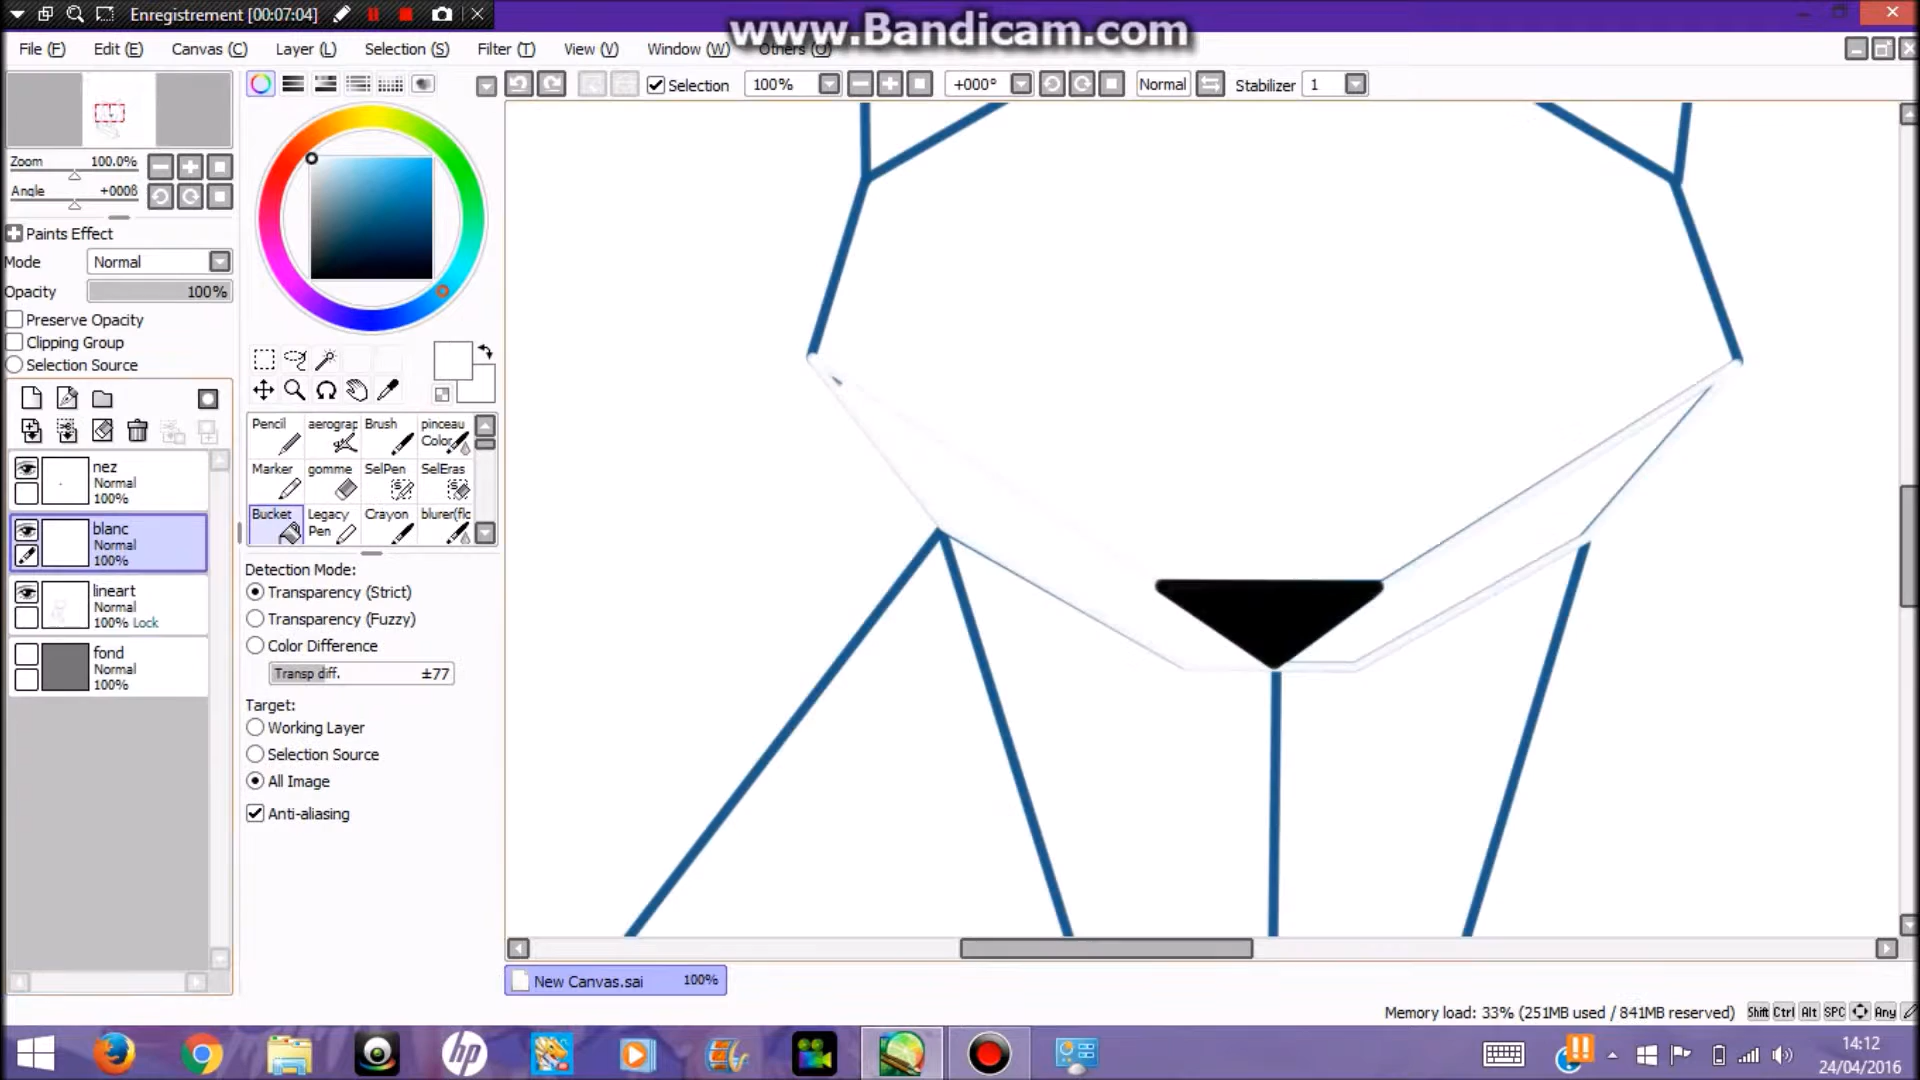 Enregistrement [00:07:04]
www.Bandicam.com
File (F) Edit (E) Canvas (C) Layer (L) Selection (S) Filter (T) View (V) Window (W) Others (O)
Selection 100% +000° Normal Stabilizer 1
Zoom 100.0%
Angle +000ß
Paints Effect
Mode Normal
Opacity 100%
Preserve Opacity
Clipping Group
Selection Source
nez
Normal
100%
blanc
Normal
100%
lineart
Normal
100% Lock
fond
Normal
100%
Pencil aérograp Brush pinceau
Color
Marker gomme SelPen SelEras
Bucket Legacy Crayon blurer(flo
Pen
Detection Mode:
Transparency (Strict)
Transparency (Fuzzy)
Color Difference
Transp diff. ±77
Target:
Working Layer
Selection Source
All Image
Anti-aliasing
New Canvas.sai 100%
Memory load: 33% (251MB used / 841MB reserved) Shift Ctrl Alt SPC Any
hp
14:12
24/04/2016